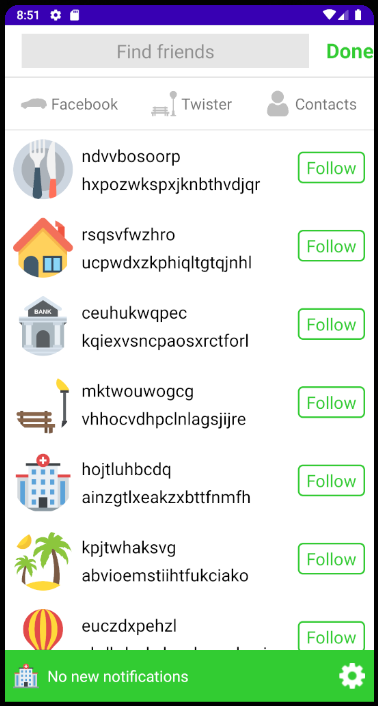 8:51
Find friends
Done
Facebook
Twister
Contacts
ndvvbosoorp
hxpozwkspxjknbthvdjqr
Follow
rsqsvfwzhro
ucpwdxzkphiqltgtqjnhl
Follow
BANK
ceuhukwqpec
kqiexvsncpaosxrctforl
Follow
mktwouwogcg
vhhocvdhpclnlagsjijre
Follow
hojtluhbcdq
ainzgtlxeakzxbttfnmfh
Follow
kpjtwhaksvg
abvioemstiihtfukciako
Follow
euczdxpehzl
Follow
No new notifications